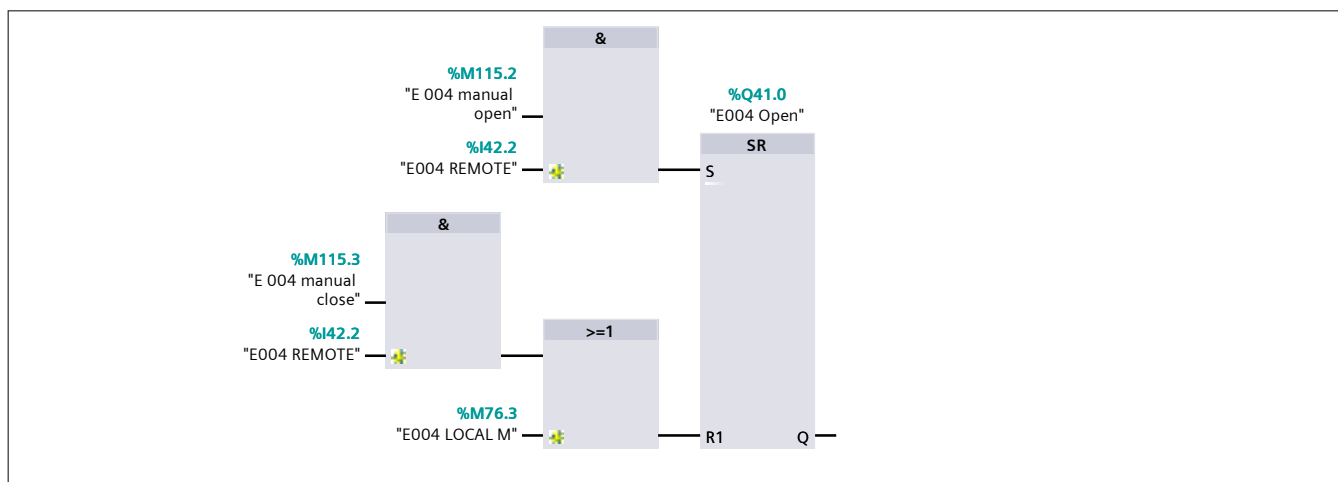 &
%M115.2
"E 004 manual
open"
%I42.2
"E004 REMOTE"
%Q41.0
"E004 Open"
SR
S
&
%M115.3
"E 004 manual
close"
%I42.2
"E004 REMOTE"
>=1
%M76.3
"E004 LOCAL M"
R1 Q